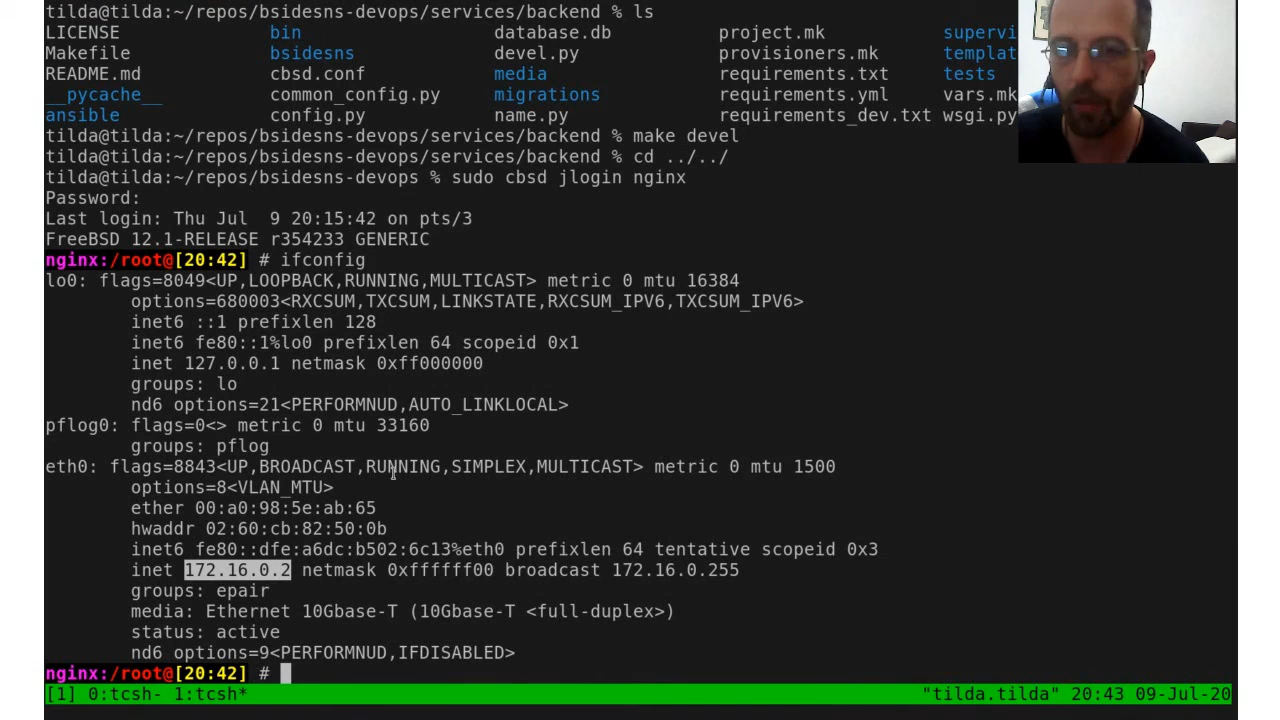 tilda@tilda:~/repos/bsidesns-devops/services/backend % ls
LICENSE bin database.db project.mk supervi
Makefile bsidesns devel.py provisioners.mk templat
README.md cbsd.conf media requirements.txt tests
__pycache__ common_config.py migrations requirements.yml vars.mk
ansible config.py name.py requirements_dev.txt wsgi.py
tilda@tilda:~/repos/bsidesns-devops/services/backend % make devel
tilda@tilda:~/repos/bsidesns-devops/services/backend % cd ../../
tilda@tilda:~/repos/bsidesns-devops % sudo cbsd jlogin nginx
Password:
Last login: Thu Jul  9 20:15:42 on pts/3
FreeBSD 12.1-RELEASE r354233 GENERIC
nginx:/root@[20:42] # ifconfig
lo0: flags=8049<UP,LOOPBACK,RUNNING,MULTICAST> metric 0 mtu 16384
options=680003<RXCSUM,TXCSUM,LINKSTATE,RXCSUM_IPV6,TXCSUM_IPV6>
inet6 ::1 prefixlen 128
inet6 fe80::1%lo0 prefixlen 64 scopeid 0x1
inet 127.0.0.1 netmask 0xff000000
groups: lo
nd6 options=21<PERFORMNUD,AUTO_LINKLOCAL>
pflog0: flags=0<> metric 0 mtu 33160
groups: pflog
eth0: flags=8843<UP,BROADCAST,RUNNING,SIMPLEX,MULTICAST> metric 0 mtu 1500
options=8<VLAN_MTU>
ether 00:a0:98:5e:ab:65
hwaddr 02:60:cb:82:50:0b
inet6 fe80::dfe:a6dc:b502:6c13%eth0 prefixlen 64 tentative scopeid 0x3
inet 172.16.0.2 netmask 0xffffff00 broadcast 172.16.0.255
groups: epair
media: Ethernet 10Gbase-T (10Gbase-T <full-duplex>)
status: active
nd6 options=9<PERFORMNUD,IFDISABLED>
nginx:/root@[20:42] #
[1] 0:tcsh- 1:tcsh* "tilda.tilda" 20:43 09-Jul-20